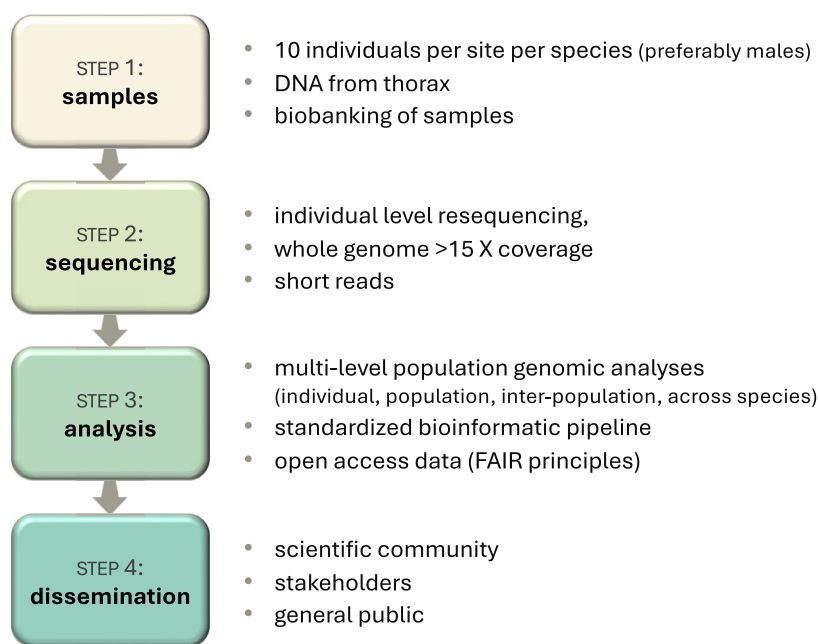 STEP 1:
samples
• 10 individuals per site per species (preferably males)
• DNA from thorax
• biobanking of samples
STEP 2:
sequencing
• individual level resequencing,
• whole genome >15 X coverage
• short reads
STEP 3:
analysis
• multi-level population genomic analyses
(individual, population, inter-population, across species)
• standardized bioinformatic pipeline
• open access data (FAIR principles)
STEP 4:
dissemination
• scientific community
• stakeholders
• general public